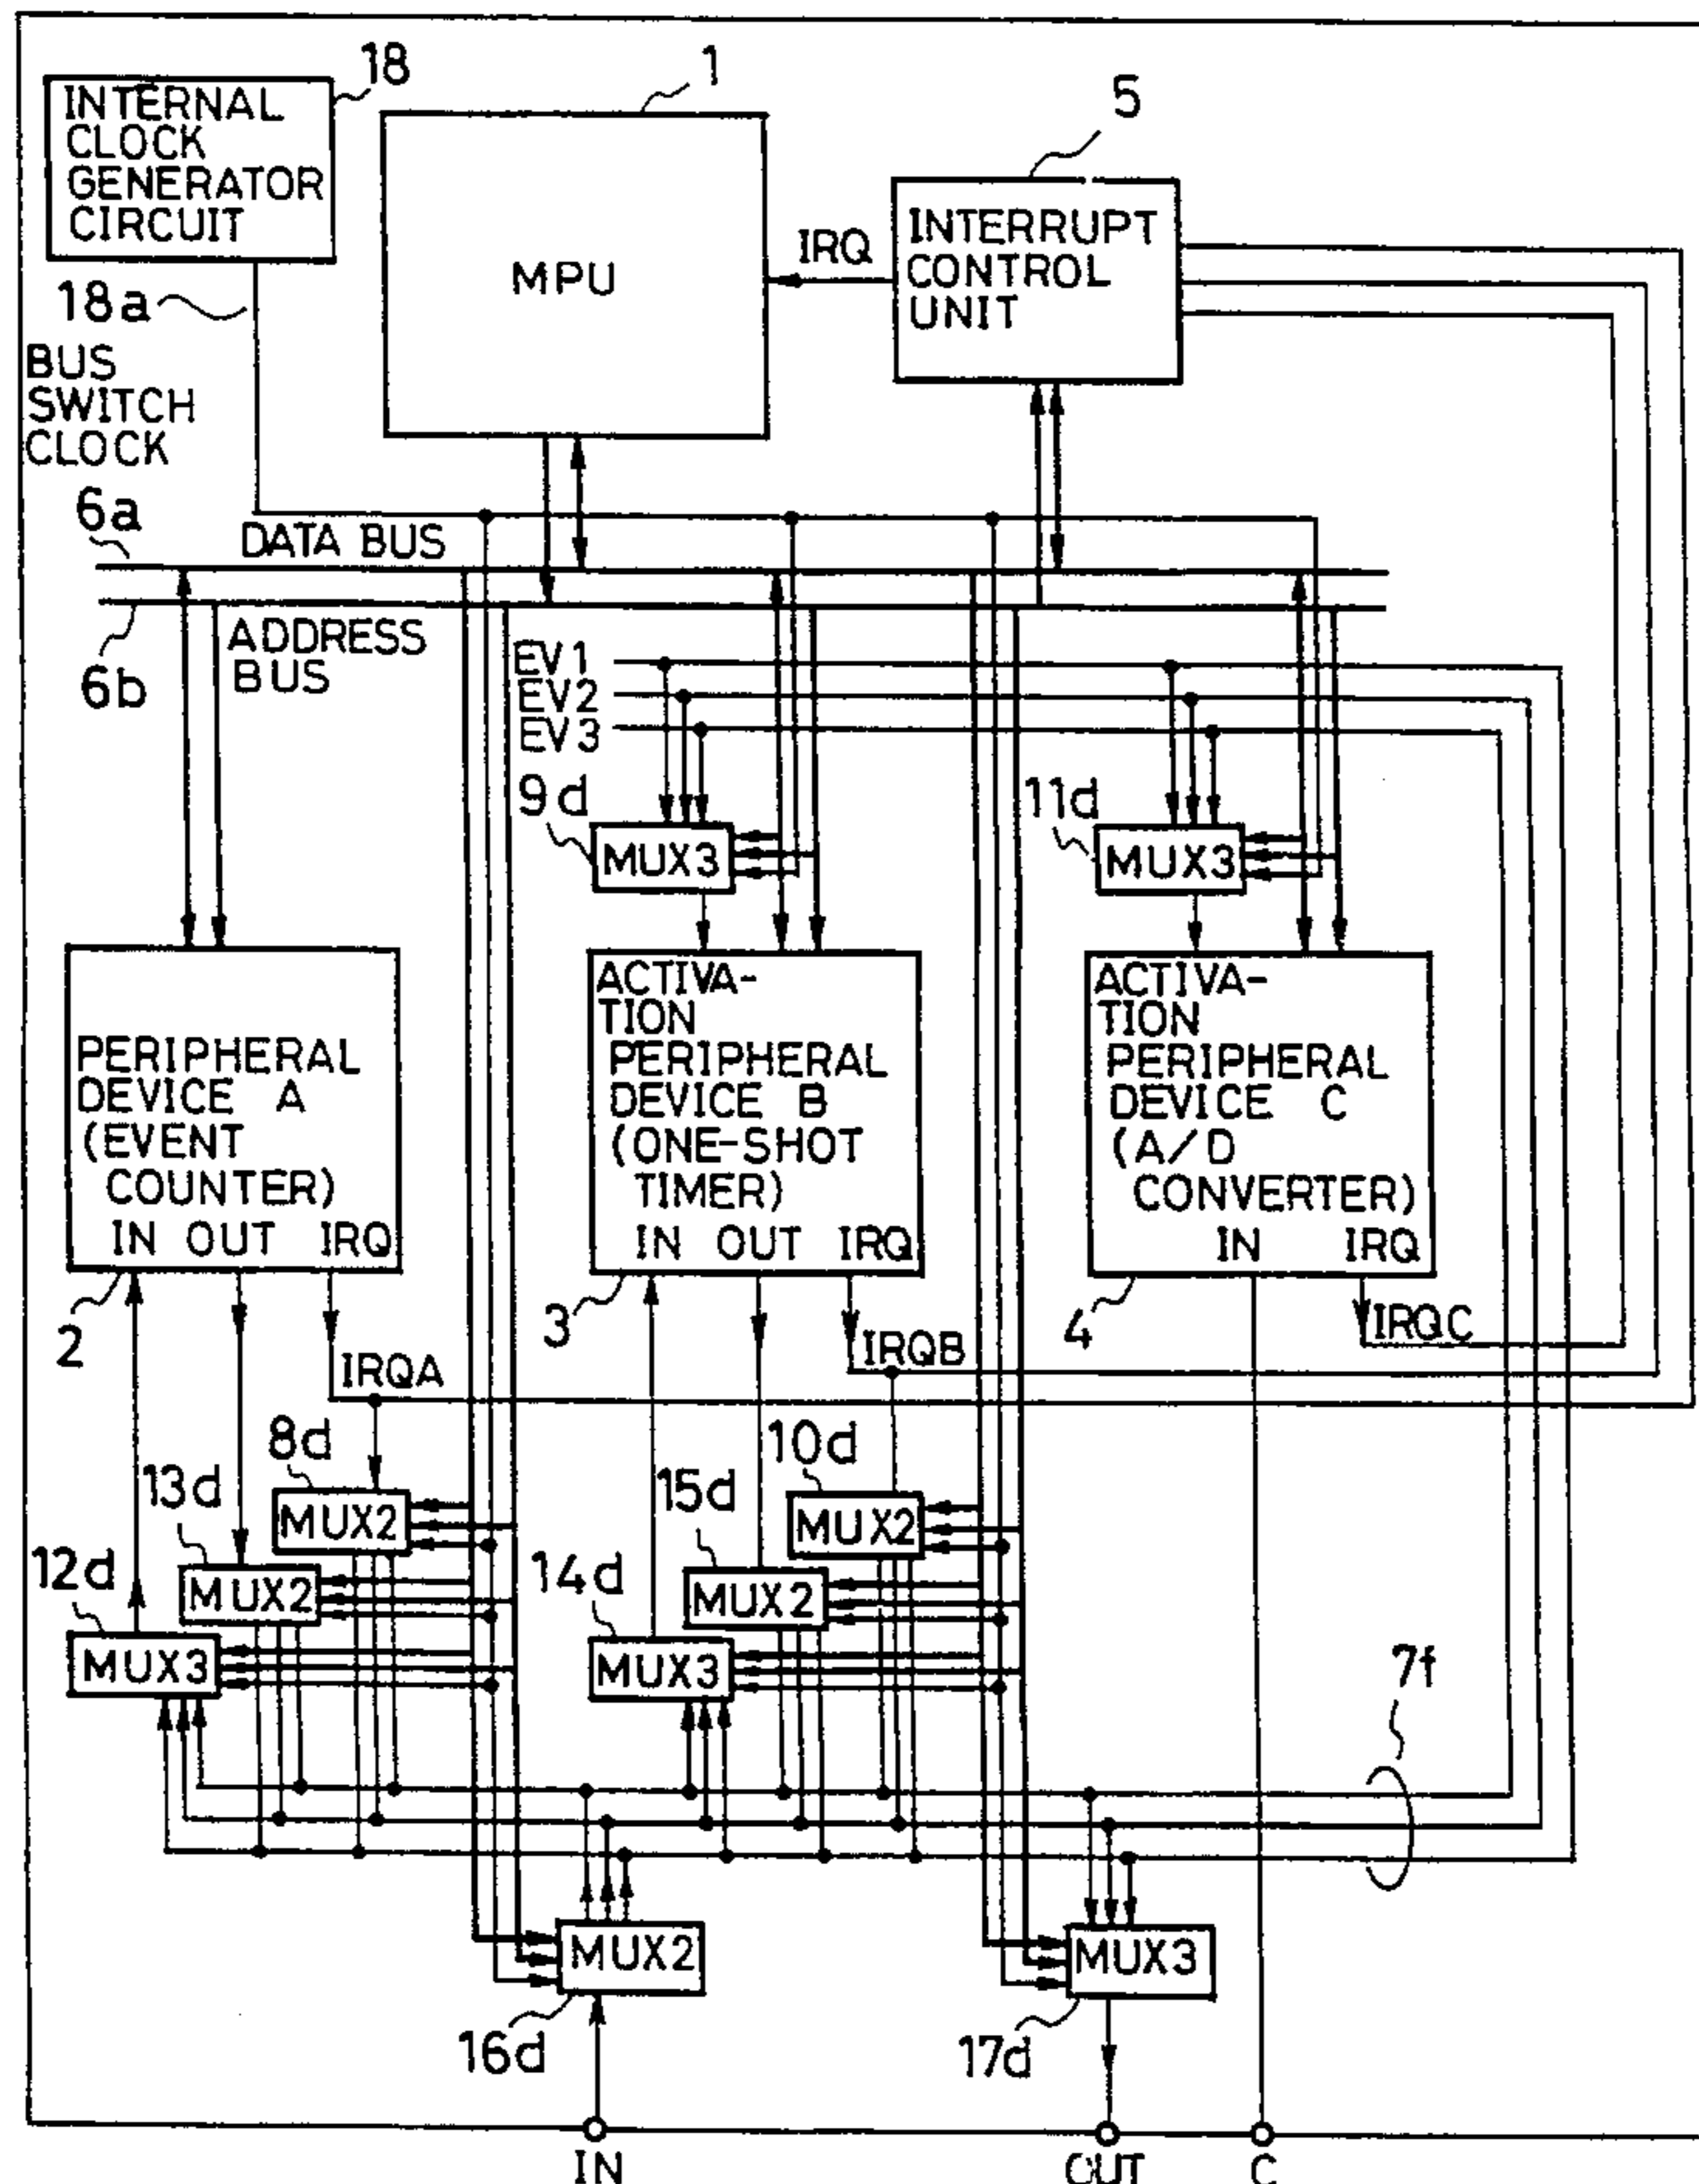 18
INTERNAL
CLOCK
GENERATOR
CIRCUIT
1
MPU
5
INTERRUPT
CONTROL
UNIT
IRQ
18a
BUS
SWITCH
CLOCK
6a
DATA BUS
ADDRESS
BUS
6b
EV1
EV2
EV3
9d
MUX3
11d
MUX3
PERIPHERAL
DEVICE A
(EVENT
COUNTER)
IN OUT IRQ
2
ACTIVA-
TION
PERIPHERAL
DEVICE B
(ONE-SHOT
TIMER)
IN OUT IRQ
3
ACTIVA-
TION
PERIPHERAL
DEVICE C
(A/D
CONVERTER)
IN IRQ
4
IRQA
IRQB
IRQC
8d
MUX2
13d
MUX2
12d
MUX3
10d
MUX2
15d
MUX2
14d
MUX3
7f
MUX2
16d
MUX3
17d
IN
OUT
C